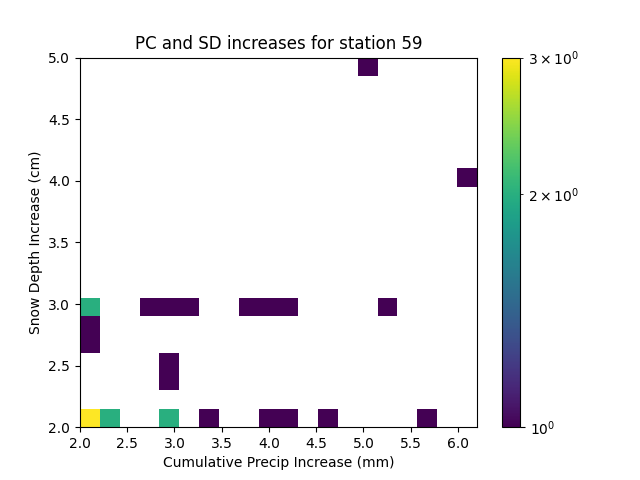 PC and SD increases for station 59
5.0
4.5
4.0
3.5
3.0
2.5
2.0
Snow Depth Increase (cm)
2.0 2.5 3.0 3.5 4.0 4.5 5.0 5.5 6.0
Cumulative Precip Increase (mm)
3 × 10⁰
2 × 10⁰
10⁰